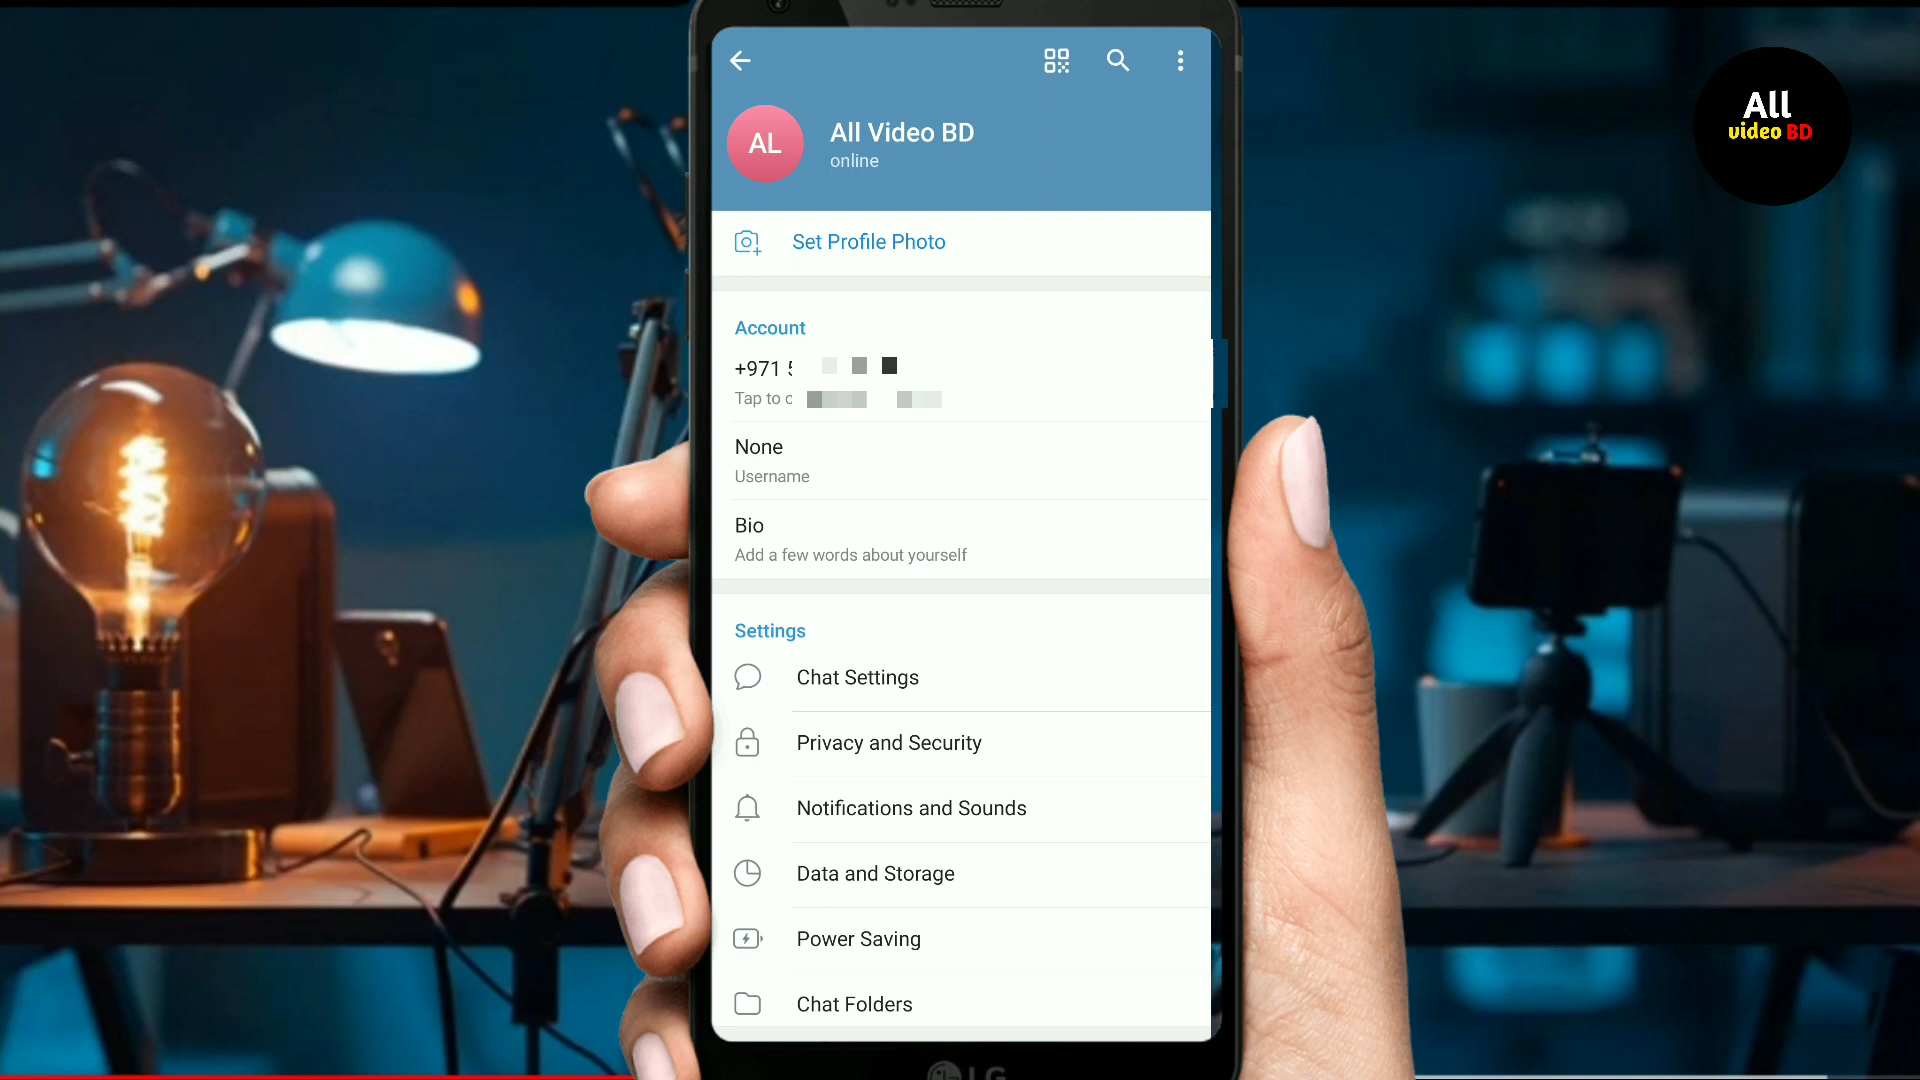 All
video BD
AL
All Video BD
online
Set Profile Photo
Account
+971 5
Tap to
None
Username
Bio
Add a few words about yourself
Settings
Chat Settings
Privacy and Security
Notifications and Sounds
Data and Storage
Power Saving
Chat Folders
LG